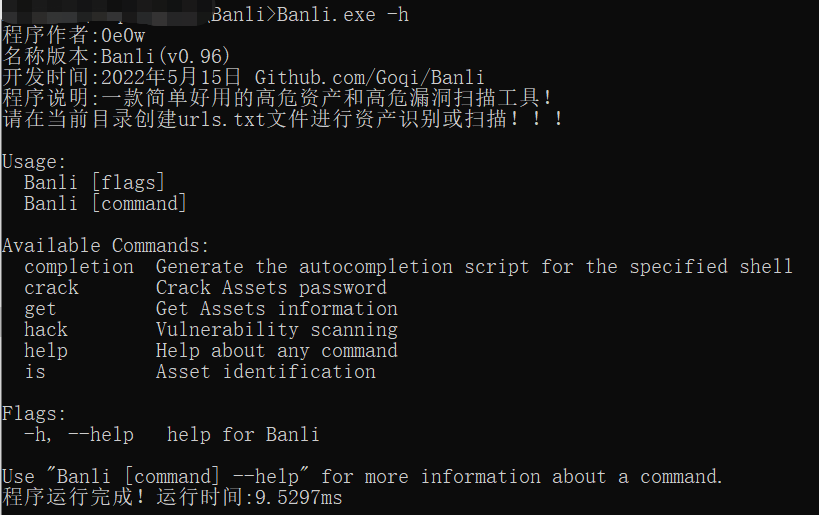 \Banli>Banli.exe -h
程序作者:0e0w
名称版本:Banli(v0.96)
开发时间:2022年5月15日 Github.com/Goqi/Banli
程序说明:一款简单好用的高危资产和高危漏洞扫描工具!
请在当前目录创建urls.txt文件进行资产识别或扫描！！！
Usage:
Banli [flags]
Banli [command]
Available Commands:
completion Generate the autocompletion script for the specified shell
crack Crack Assets password
get Get Assets information
hack Vulnerability scanning
help Help about any command
is Asset identification
Flags:
-h, --help help for Banli
Use "Banli [command] --help" for more information about a command.
程序运行完成！运行时间:9.5297ms